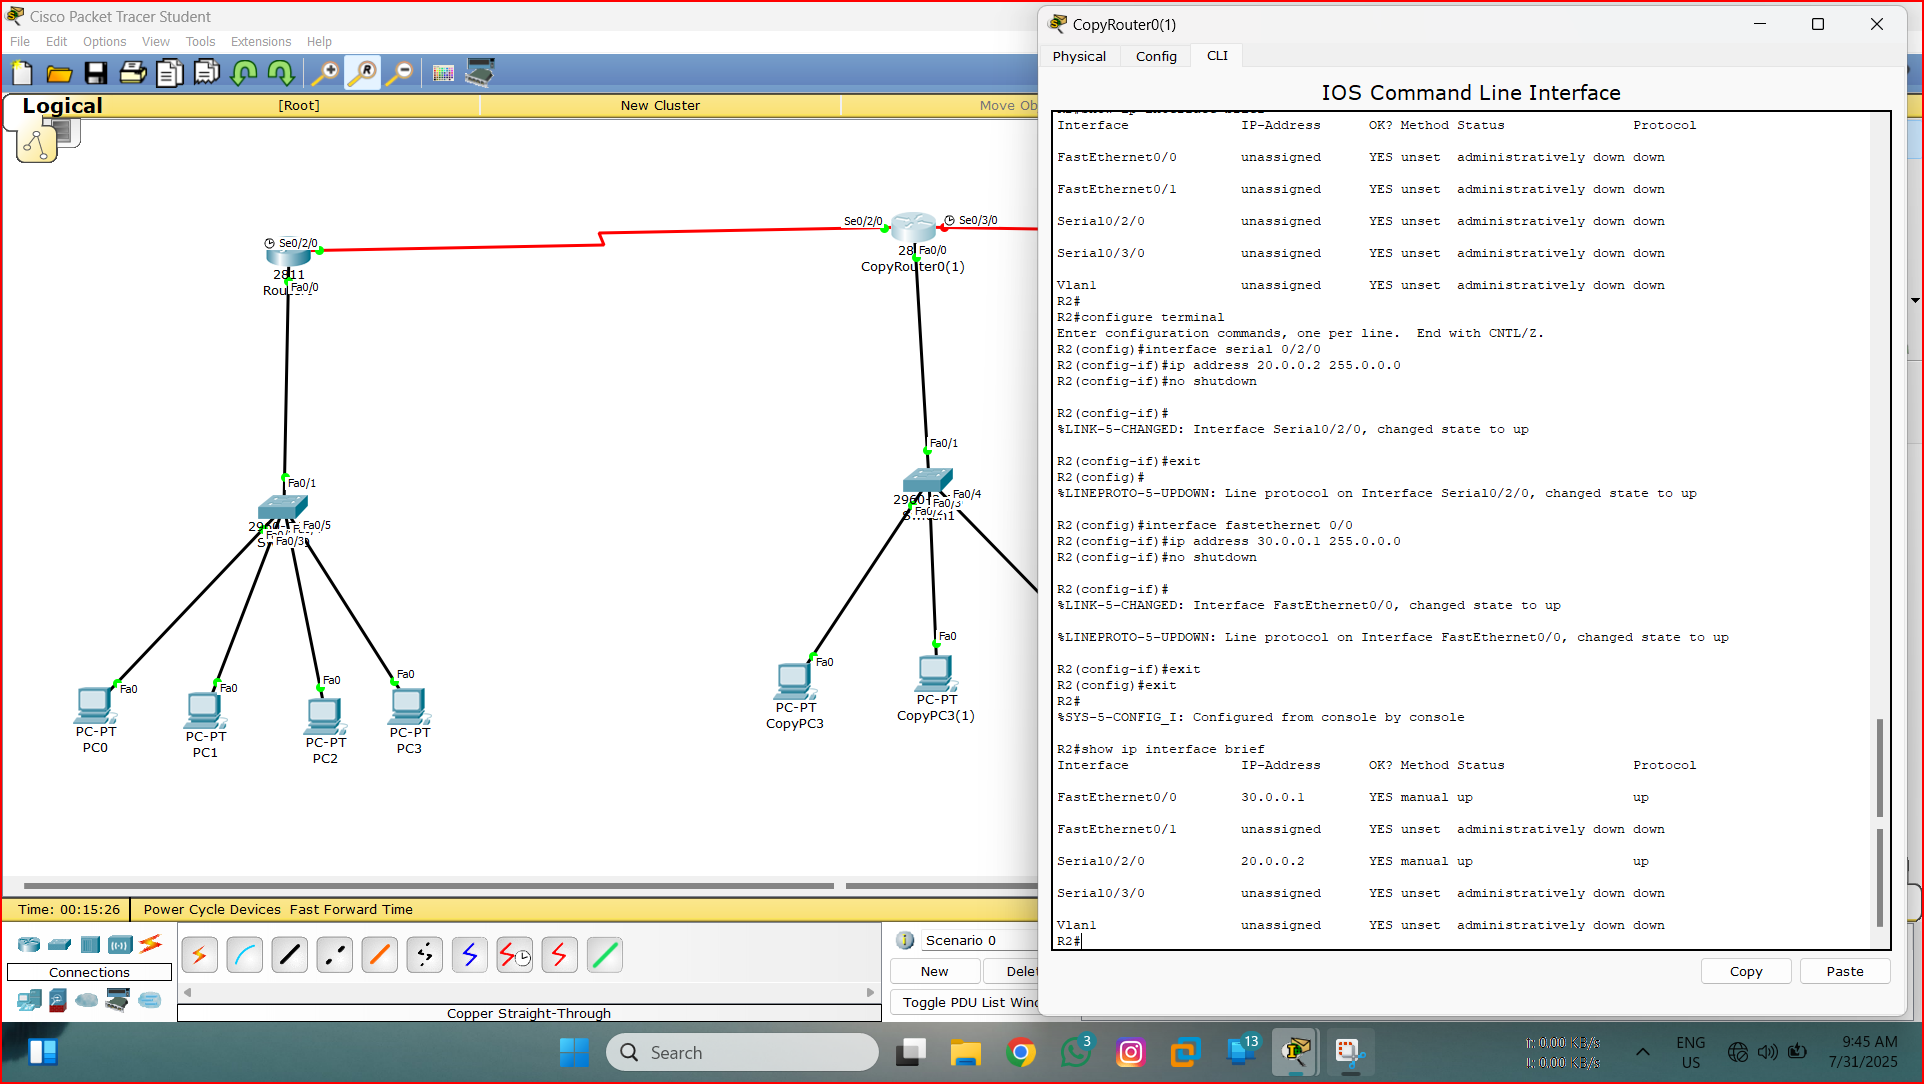 Cisco Packet Tracer Student
File Edit Options View Tools Extensions Help
Logical
[Root]
New Cluster
Move Ob
Se0/2/0
2811
Fa0/0
Se0/2/0
Se0/3/0
28
Fa0/0
CopyRouter0(1)
Fa0/1
Fa0/5
Fa0/3
Fa0/1
Fa0/4
Fa0/3
Fa0/2
Fa0
Fa0
Fa0
Fa0
PC-PT
PC0
PC-PT
PC1
PC-PT
PC2
PC-PT
PC3
Fa0
Fa0
PC-PT
CopyPC3
PC-PT
CopyPC3(1)
Time: 00:15:26
Power Cycle Devices Fast Forward Time
Connections
Copper Straight-Through
Scenario 0
New
Delet
Toggle PDU List Wind
CopyRouter0(1)
Physical Config CLI
IOS Command Line Interface
Interface IP-Address OK? Method Status Protocol
FastEthernet0/0 unassigned YES unset administratively down down
FastEthernet0/1 unassigned YES unset administratively down down
Serial0/2/0 unassigned YES unset administratively down down
Serial0/3/0 unassigned YES unset administratively down down
Vlan1 unassigned YES unset administratively down down
R2#
R2#configure terminal
Enter configuration commands, one per line. End with CNTL/Z.
R2(config)#interface serial 0/2/0
R2(config-if)#ip address 20.0.0.2 255.0.0.0
R2(config-if)#no shutdown
R2(config-if)#
%LINK-5-CHANGED: Interface Serial0/2/0, changed state to up
R2(config-if)#exit
R2(config)#
%LINEPROTO-5-UPDOWN: Line protocol on Interface Serial0/2/0, changed state to up
R2(config)#interface fastethernet 0/0
R2(config-if)#ip address 30.0.0.1 255.0.0.0
R2(config-if)#no shutdown
R2(config-if)#
%LINK-5-CHANGED: Interface FastEthernet0/0, changed state to up
%LINEPROTO-5-UPDOWN: Line protocol on Interface FastEthernet0/0, changed state to up
R2(config-if)#exit
R2(config)#exit
R2#
%SYS-5-CONFIG_I: Configured from console by console
R2#show ip interface brief
Interface IP-Address OK? Method Status Protocol
FastEthernet0/0 30.0.0.1 YES manual up up
FastEthernet0/1 unassigned YES unset administratively down down
Serial0/2/0 20.0.0.2 YES manual up up
Serial0/3/0 unassigned YES unset administratively down down
Vlan1 unassigned YES unset administratively down down
R2#
Copy
Paste
Search
3
13
0,00 KB/s
0,00 KB/s
ENG
US
9:45 AM
7/31/2025